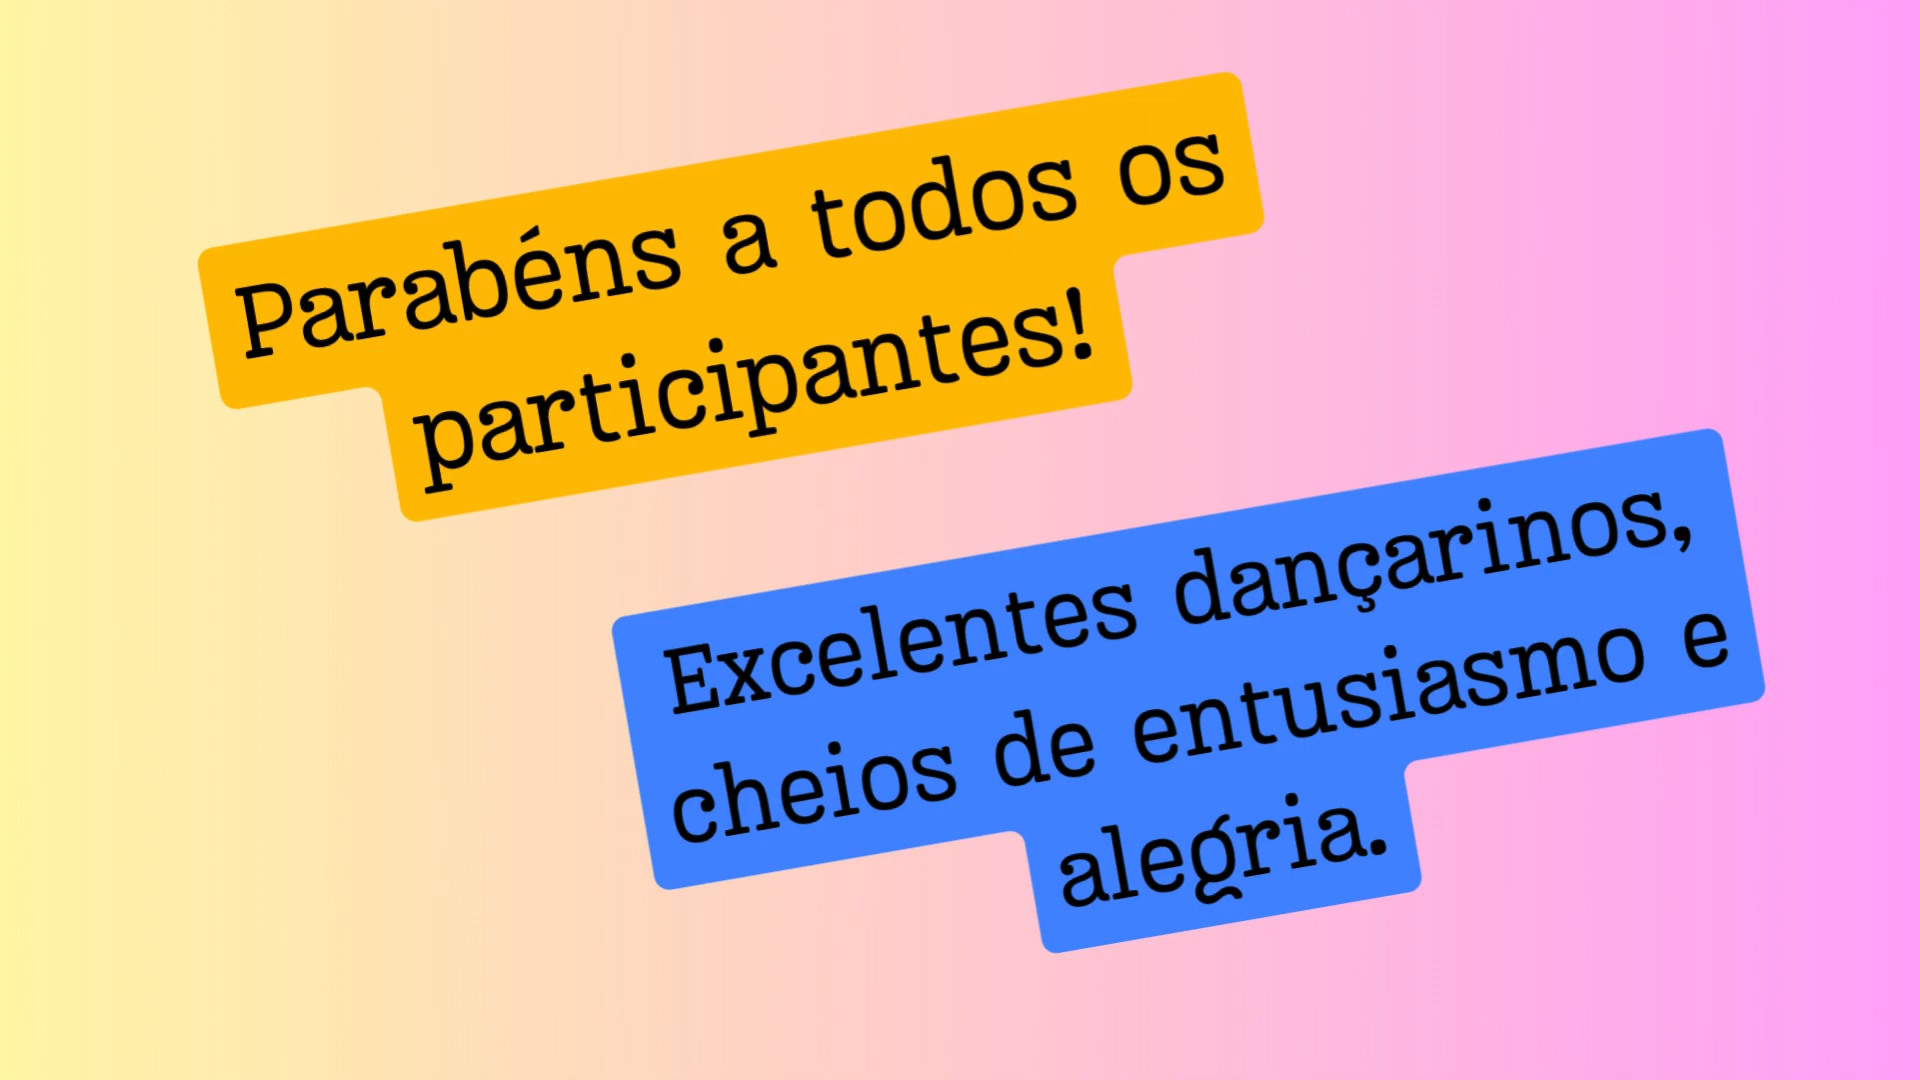 Parabéns a todos os
participantes!
Excelentes dançarinos,
cheios de entusiasmo e
alegria.